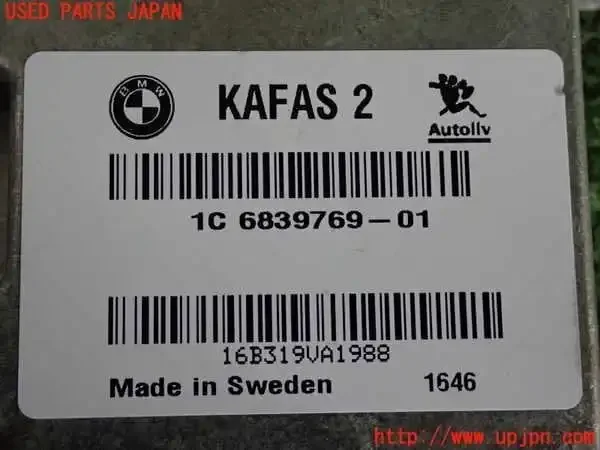 USED PARTS JAPAN
BMW
KAFAS 2
Autoliv
1C 6839769-01
16B319VA1988
Made in Sweden 1646
http://www.upjpn.com/